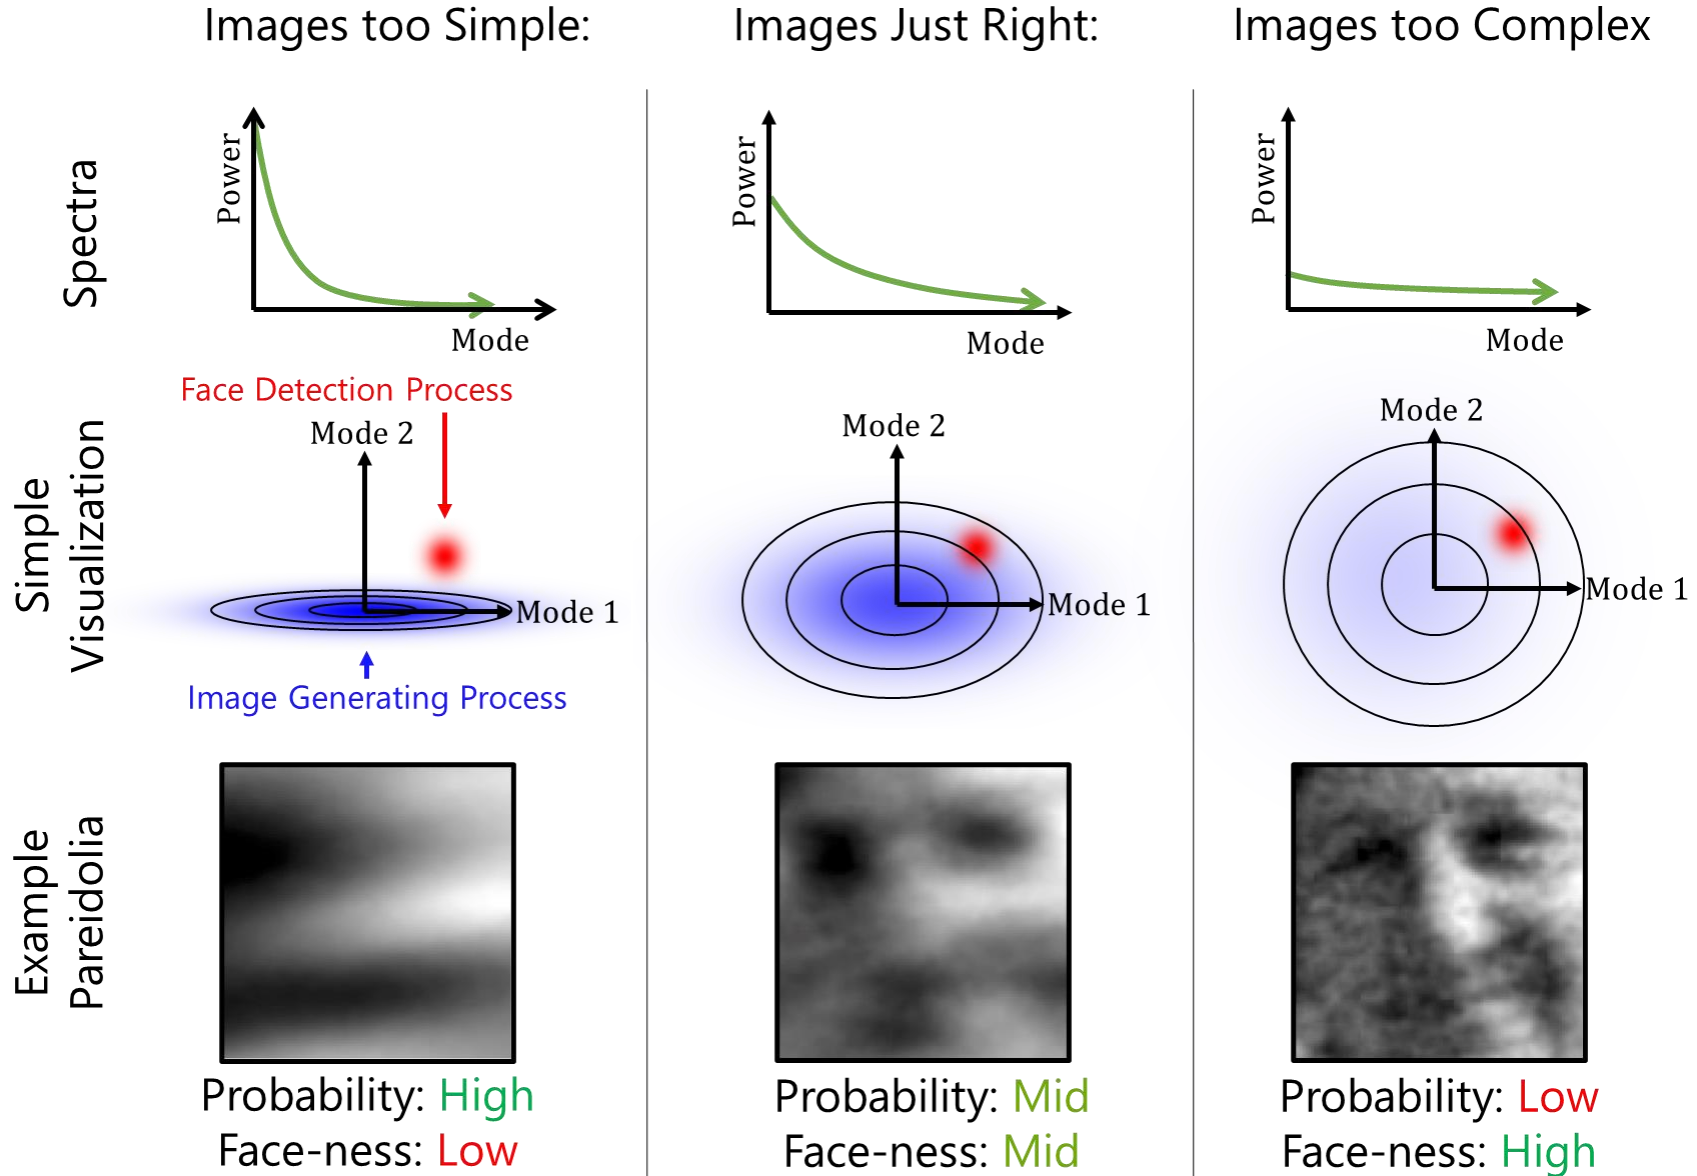 Images too Simple:
Images Just Right:
Images too Complex
Spectra
Power
Mode
Power
Mode
Power
Mode
Simple
Visualization
Face Detection Process
Mode 2
Mode 1
Image Generating Process
Mode 2
Mode 1
Mode 2
Mode 1
Example
Pareidolia
Probability: High
Face-ness: Low
Probability: Mid
Face-ness: Mid
Probability: Low
Face-ness: High